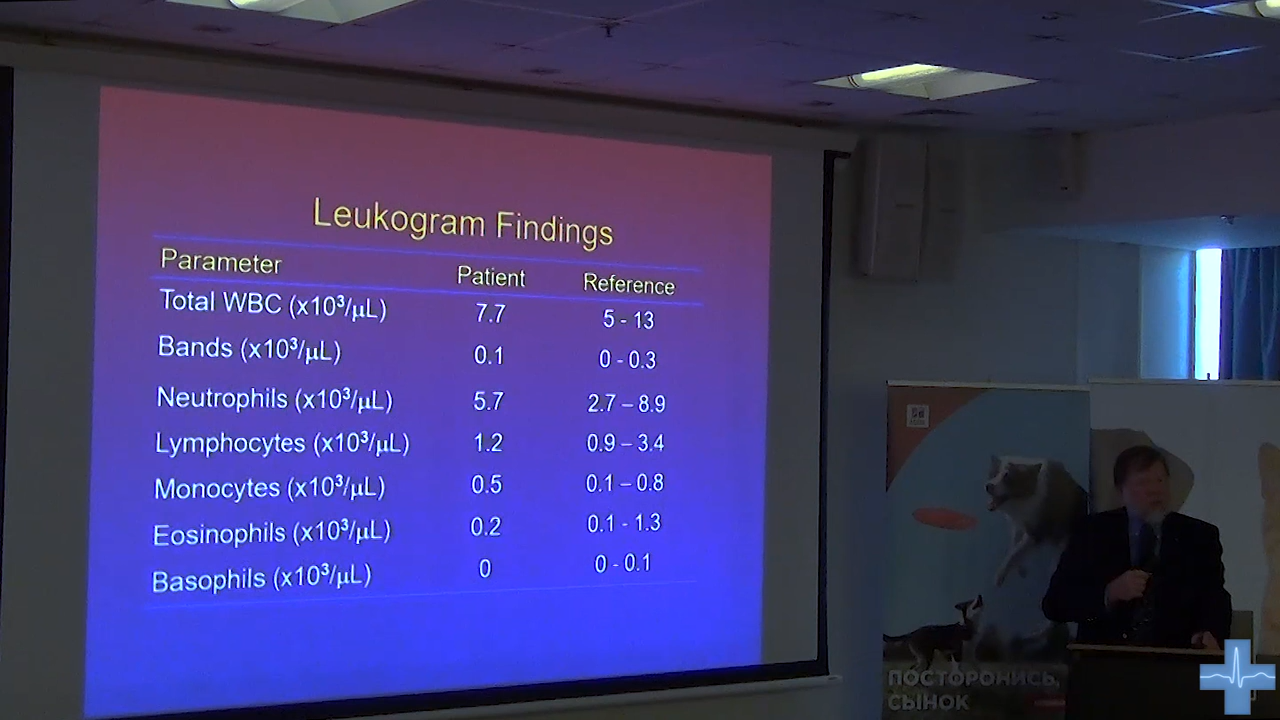 Leukogram Findings
Parameter Patient Reference
Total WBC (x10³/µL) 7.7 5 - 13
Bands (x10³/µL) 0.1 0 - 0.3
Neutrophils (x10³/µL) 5.7 2.7 – 8.9
Lymphocytes (x10³/µL) 1.2 0.9 – 3.4
Monocytes (x10³/µL) 0.5 0.1 – 0.8
Eosinophils (x10³/µL) 0.2 0.1 - 1.3
Basophils (x10³/µL) 0 0 - 0.1
ПОСТОРОНИСЬ,
СЫНОК